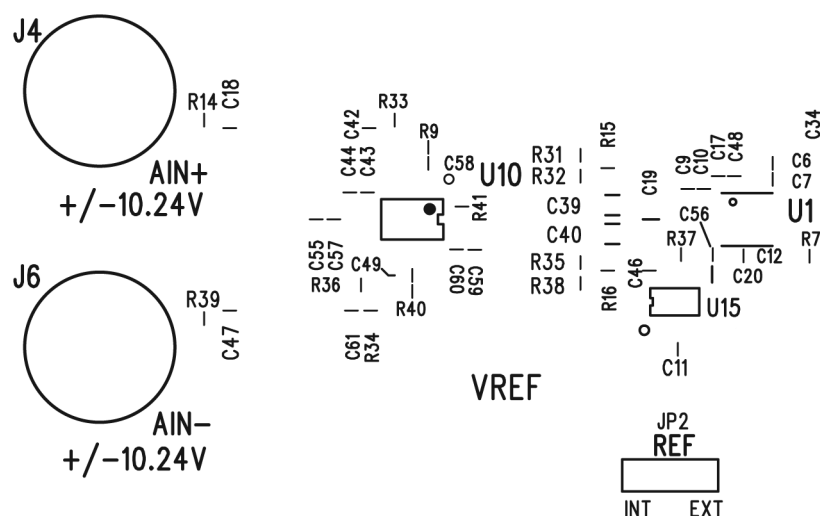 J4
R14
C18
AIN+
+/-10.24V
J6
R39
C47
AIN-
+/-10.24V
C42
R33
R9
C44
C43
C58
U10
R41
C55
C57
C49
R36
R40
C60
C59
C61
R34
R31
R32
R15
C39
C40
R35
R38
R16
C19
C9
C10
C17
C48
C34
C6
C7
C56
U1
R37
C12
C20
R7
C46
U15
C11
VREF
JP2
REF
INT EXT